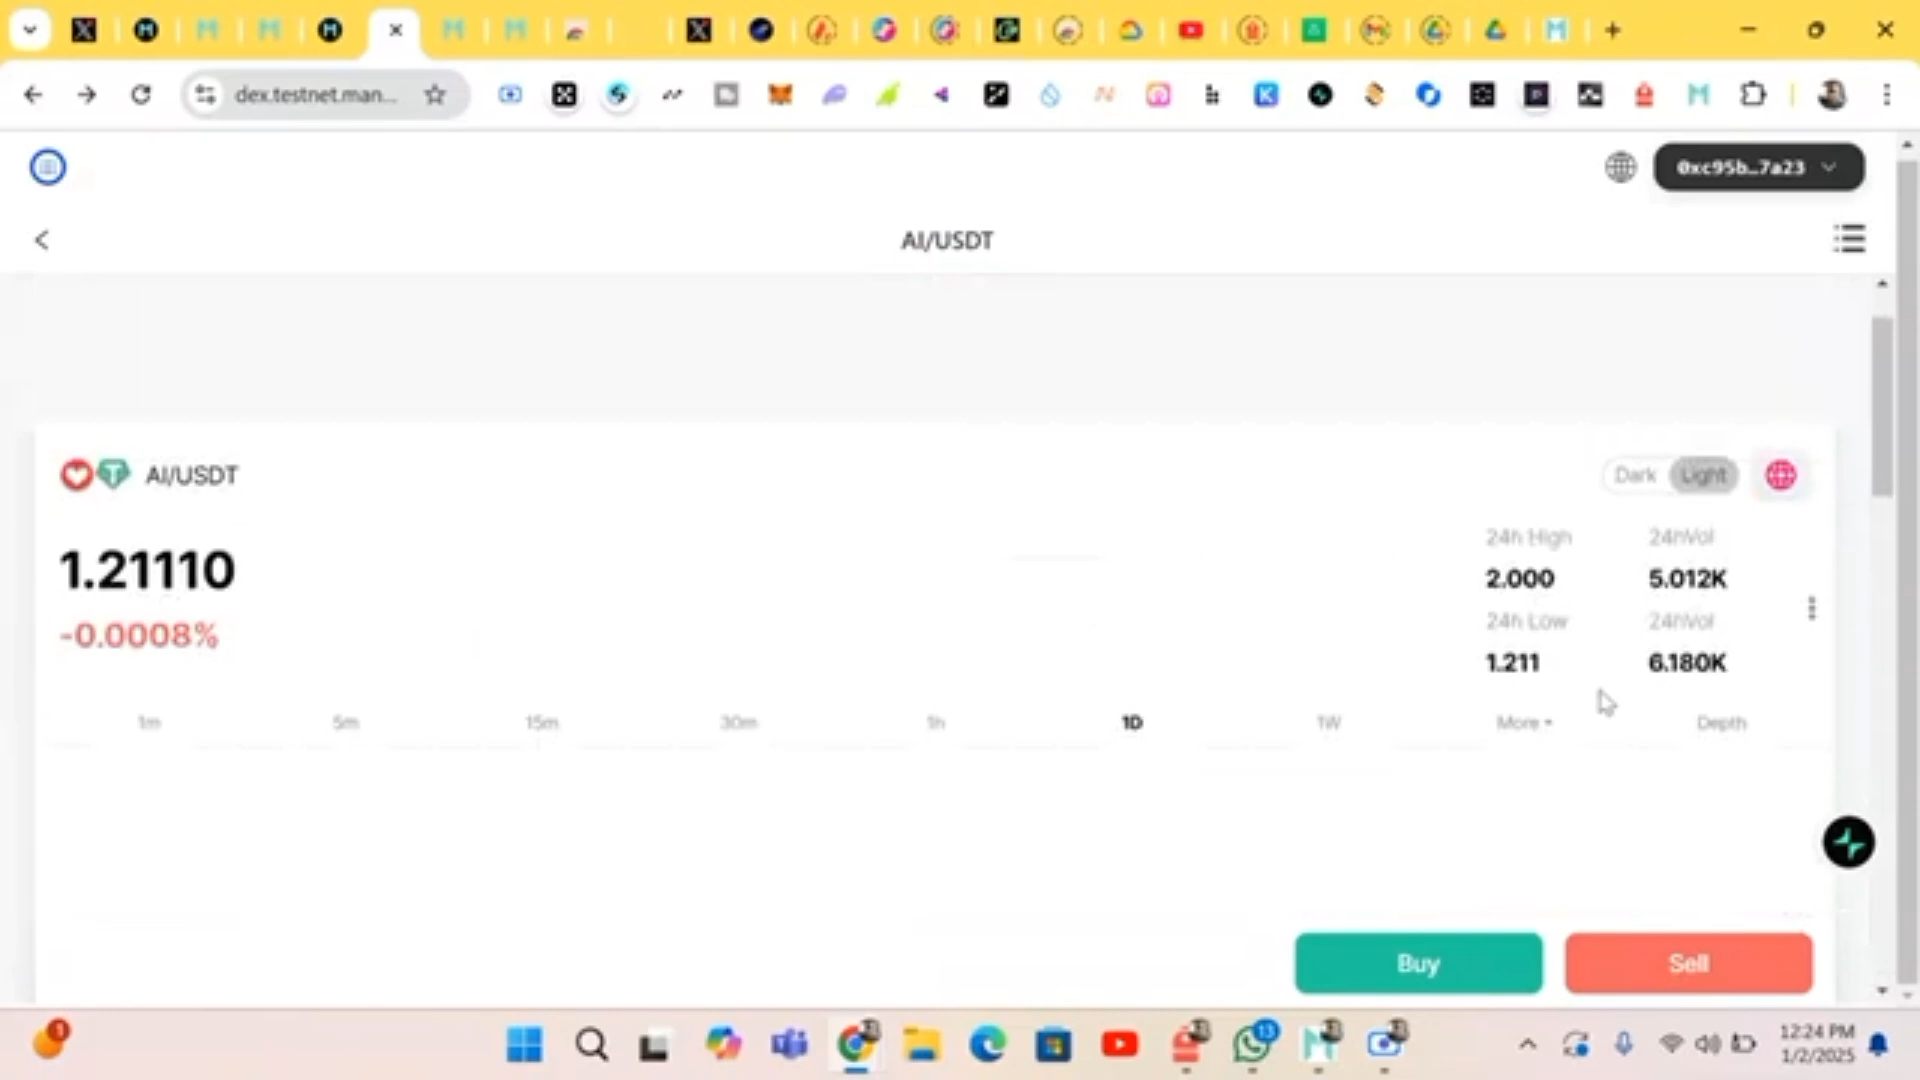 dex.testnet.man...
0xc95b...7a23
AI/USDT
AI/USDT
Dark Light
1.21110
-0.0008%
24h High 24hVol
2.000 5.012K
24h Low 24hVol
1.211 6.180K
1m 5m 15m 30m 1h 1D 1W More Depth
Buy Sell
1
13
12:24 PM
1/2/2025